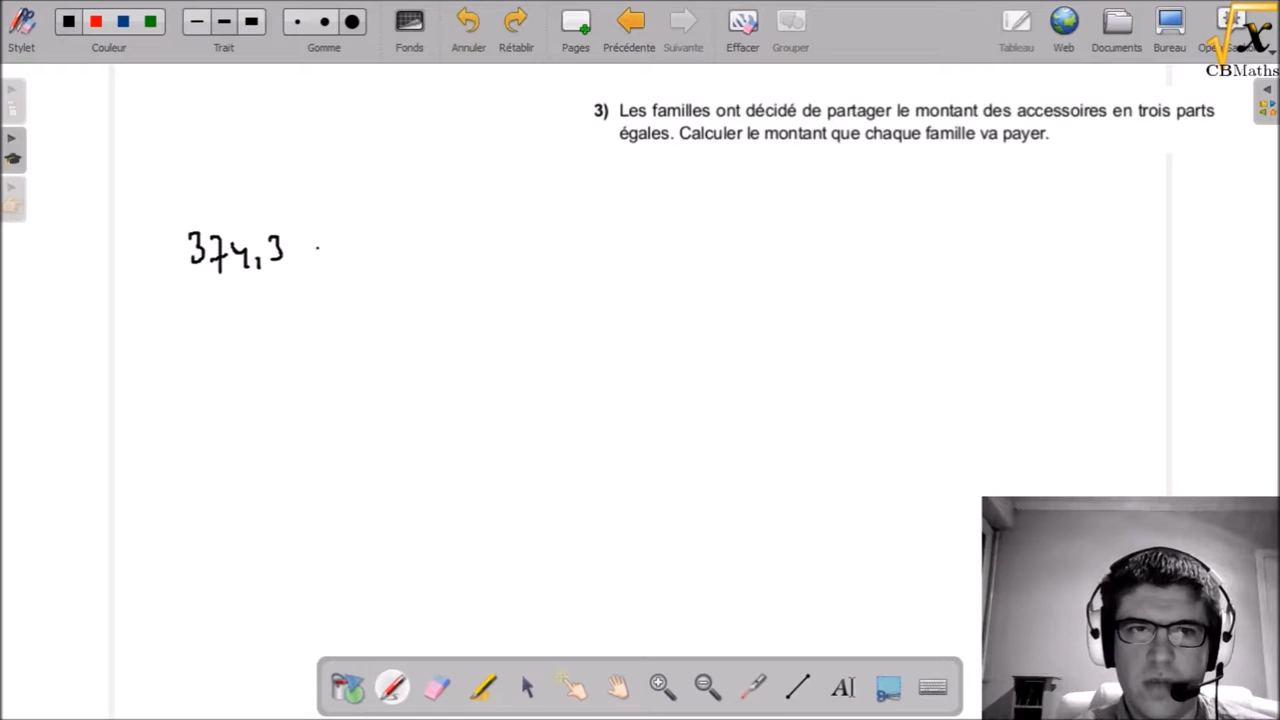 Stylet
Couleur
Trait
Gomme
Fonds
Annuler
Rétablir
Pages
Précédente
Suivante
Effacer
Grouper
Tableau
Web
Documents
Bureau
CBMaths
3) Les familles ont décidé de partager le montant des accessoires en trois parts
égales. Calculer le montant que chaque famille va payer.
374,3
AI